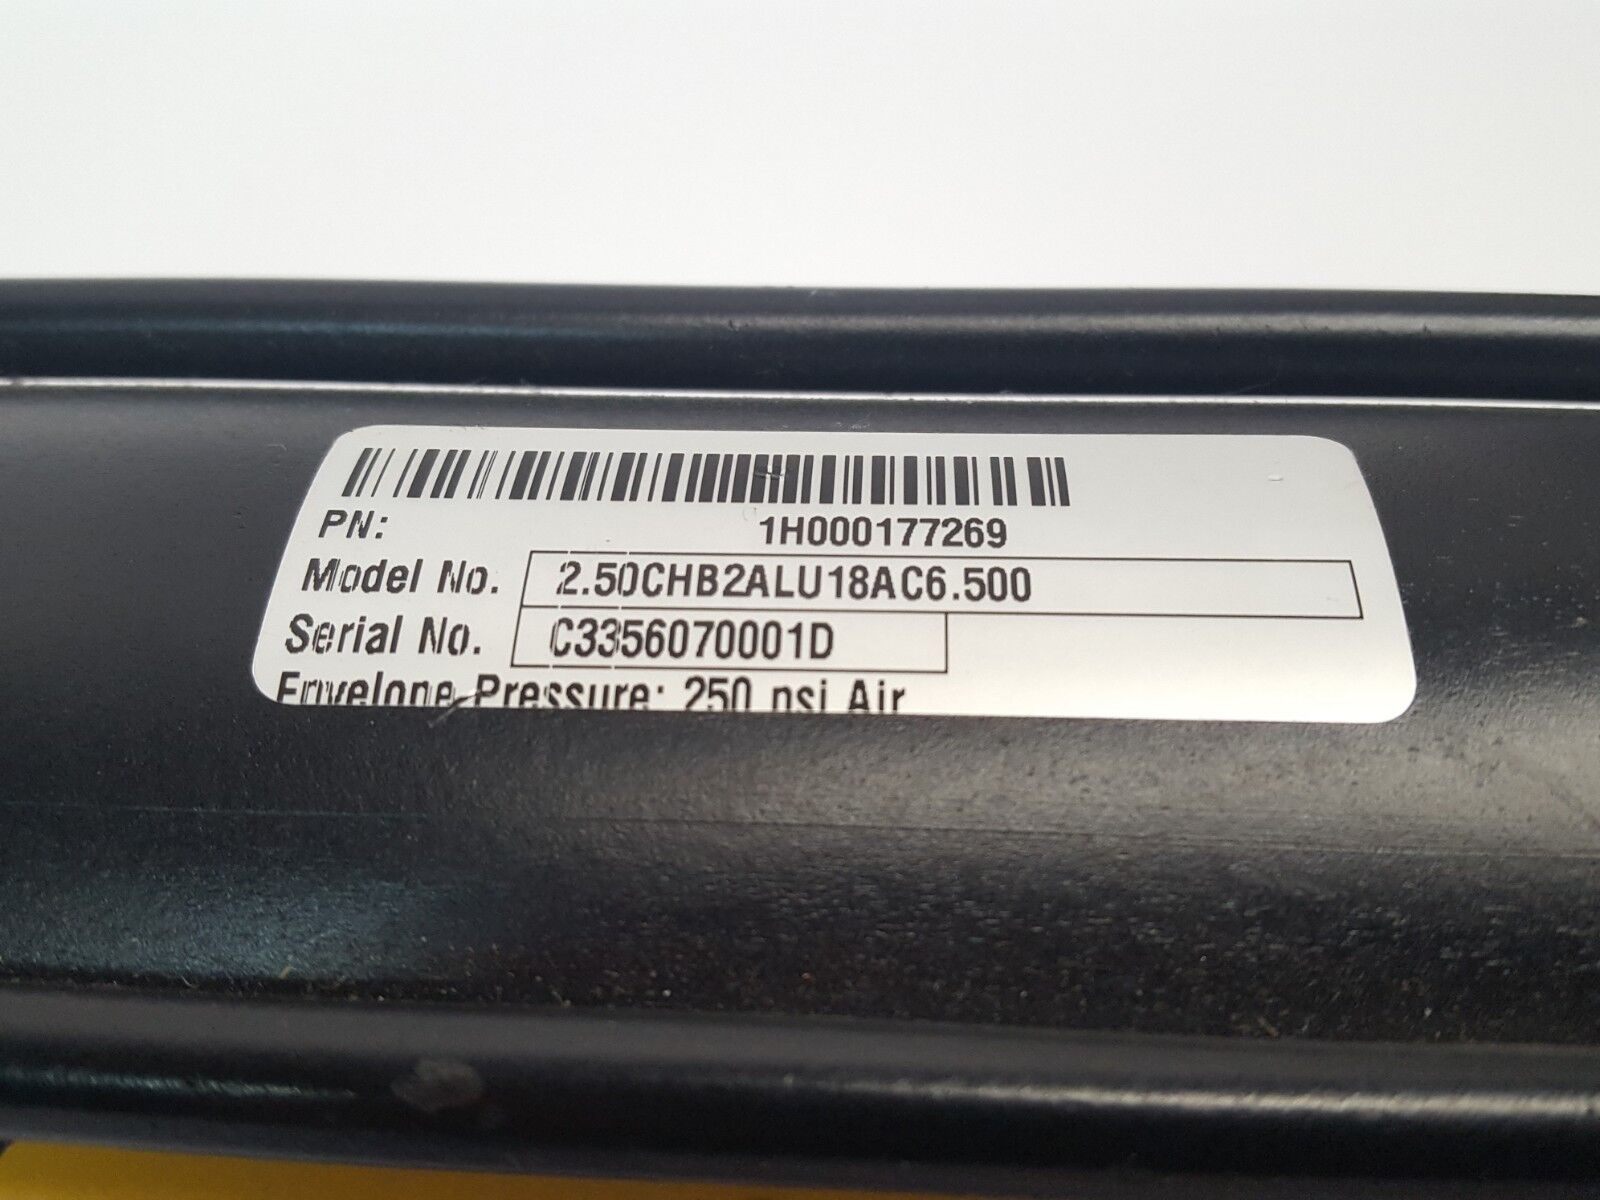 PN: 1H000177269
Model No. 2.50CHB2ALU18AC6.500
Serial No. C3356070001D
Envelope Pressure: 250 psi Air